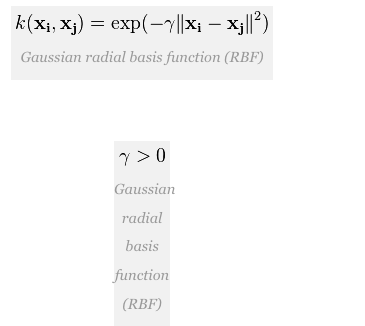 k(𝐱ᵢ, 𝐱ⱼ) = exp(−γ‖𝐱ᵢ − 𝐱ⱼ‖²)
Gaussian radial basis function (RBF)
γ > 0
Gaussian
radial
basis
function
(RBF)